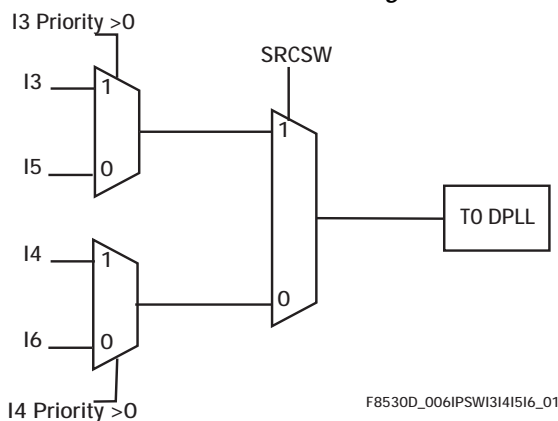 I3 Priority >0
SRCSW
I3
1
1
I5
0
T0 DPLL
I4
1
0
I6
0
I4 Priority >0
F8530D_006IPSWI3I4I5I6_01